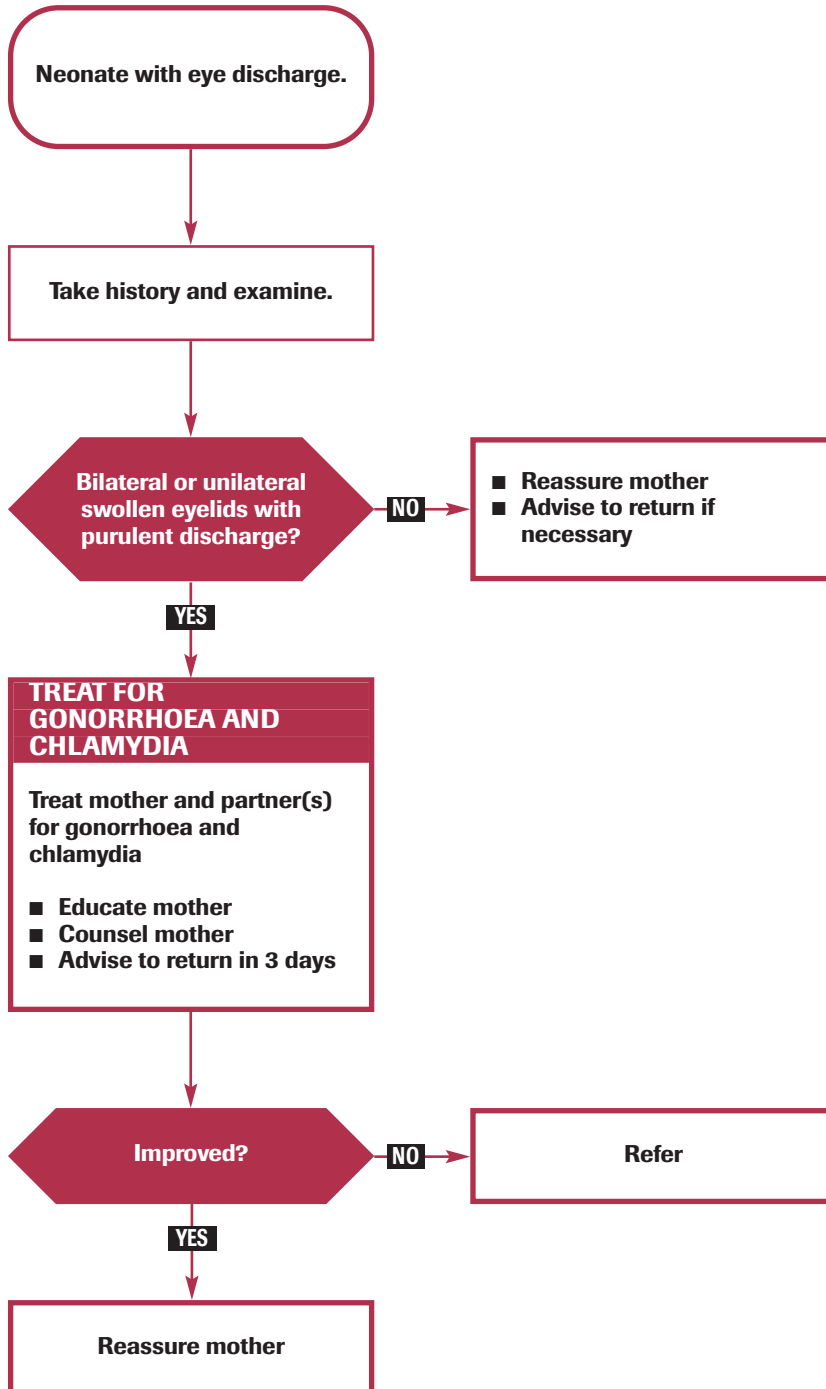 Neonate with eye discharge.
Take history and examine.
Bilateral or unilateral
swollen eyelids with
purulent discharge?
NO
■ Reassure mother
■ Advise to return if
necessary
YES
TREAT FOR
GONORRHOEA AND
CHLAMYDIA
Treat mother and partner(s)
for gonorrhoea and
chlamydia
■ Educate mother
■ Counsel mother
■ Advise to return in 3 days
Improved?
NO
Refer
YES
Reassure mother